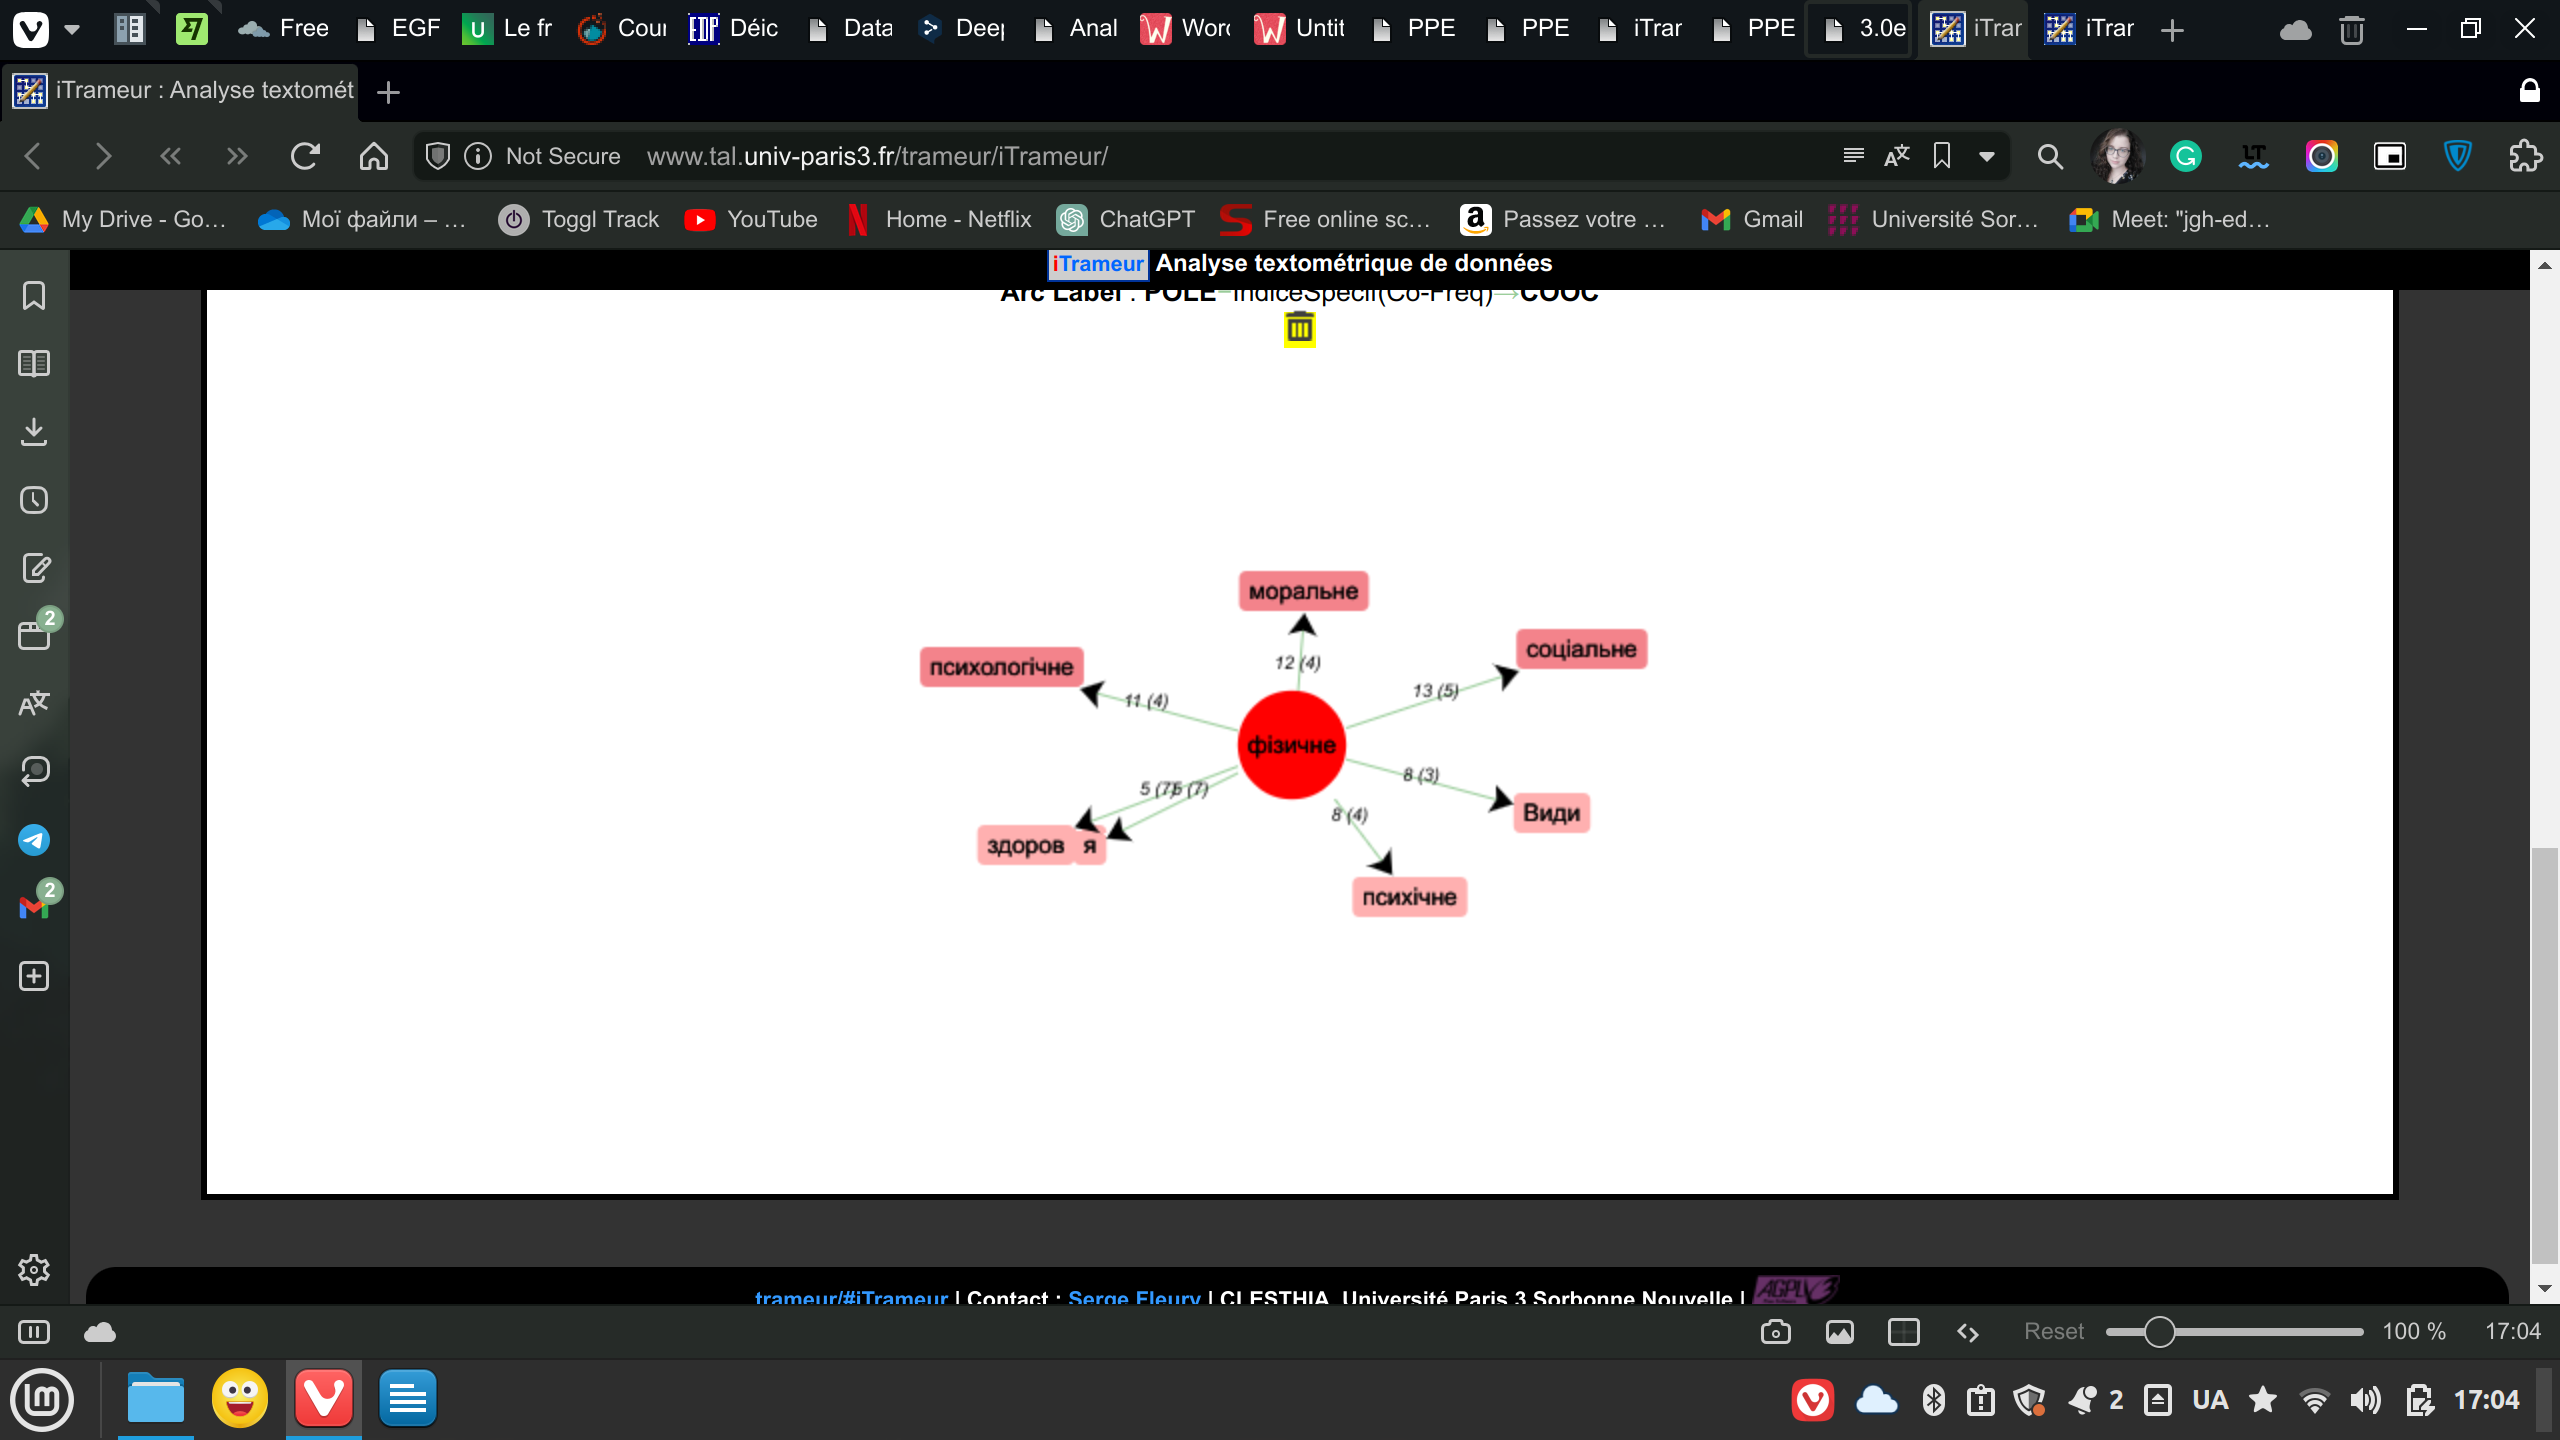 Free
EGF
Le fr
Cour
Déic
Data
Deep
Anal
Word
Untit
PPE
PPE
iTrar
PPE
3.0e
iTrar
iTrar
iTrameur : Analyse textomét
Not Secure www.tal.univ-paris3.fr/trameur/iTrameur/
My Drive - Go...
Мої файли – ...
Toggl Track
YouTube
Home - Netflix
ChatGPT
Free online sc...
Passez votre ...
Gmail
Université Sor...
Meet: "jgh-ed...
iTrameur Analyse textométrique de données
Arc Label : POLE–IndiceSpecif(Co-Freq)→COOC
моральне
соціальне
психологічне
12 (4)
13 (5)
11 (4)
фізичне
8 (3)
5 (7)
5 (7)
8 (4)
Види
здоров я
психічне
2
2
trameur/#iTrameur | Contact : Serge Fleury | CLESTHIA, Université Paris 3 Sorbonne Nouvelle |
AGPLV3
Reset
100 %
17:04
2
UA
17:04